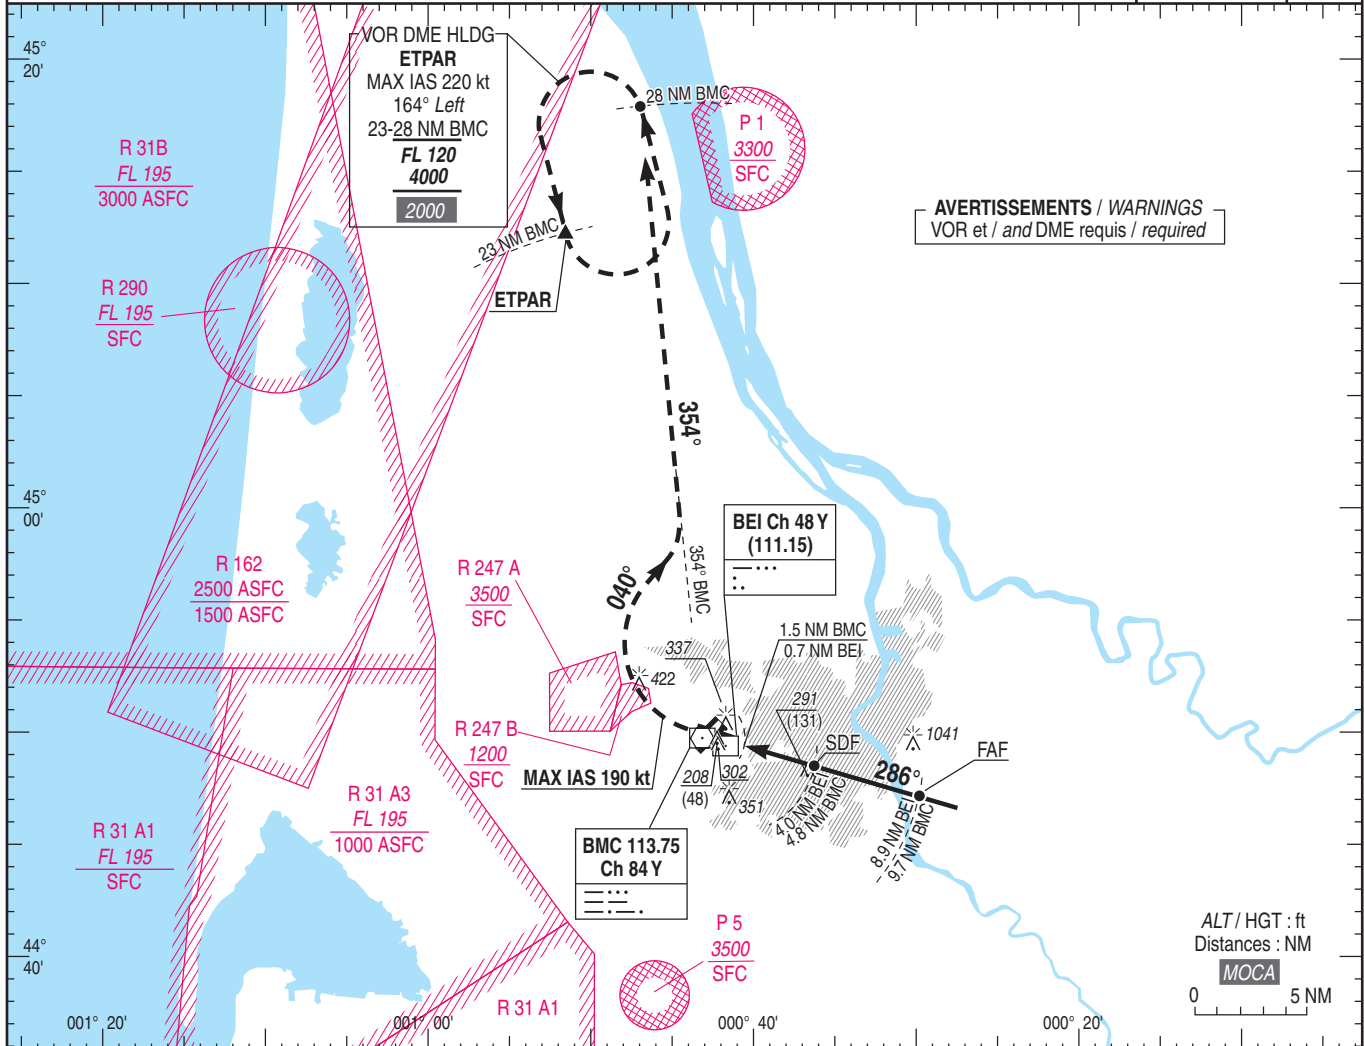 45°
20'
VOR DME HLDG
ETPAR
MAX IAS 220 kt
164° Left
23-28 NM BMC
FL 120
4000
2000
28 NM BMC
P 1
3300
SFC
R 31B
FL 195
3000 ASFC
AVERTISSEMENTS / WARNINGS
VOR et / and DME requis / required
23 NM BMC
ETPAR
R 290
FL 195
SFC
354°
45°
00'
BEI Ch 48 Y
(111.15)
R 162
2500 ASFC
1500 ASFC
R 247 A
3500
SFC
040°
354° BMC
1.5 NM BMC
0.7 NM BEI
337
422
291
(131)
SDF
1041
FAF
R 247 B
1200
SFC
MAX IAS 190 kt
208
(48)
302
351
286°
4.0 NM BEI
4.8 NM BMC
8.9 NM BEI
9.7 NM BMC
R 31 A3
FL 195
1000 ASFC
R 31 A1
FL 195
SFC
BMC 113.75
Ch 84 Y
P 5
3500
SFC
ALT / HGT : ft
Distances : NM
MOCA
0 5 NM
44°
40'
R 31 A1
001° 20'
001° 00'
000° 40'
000° 20'